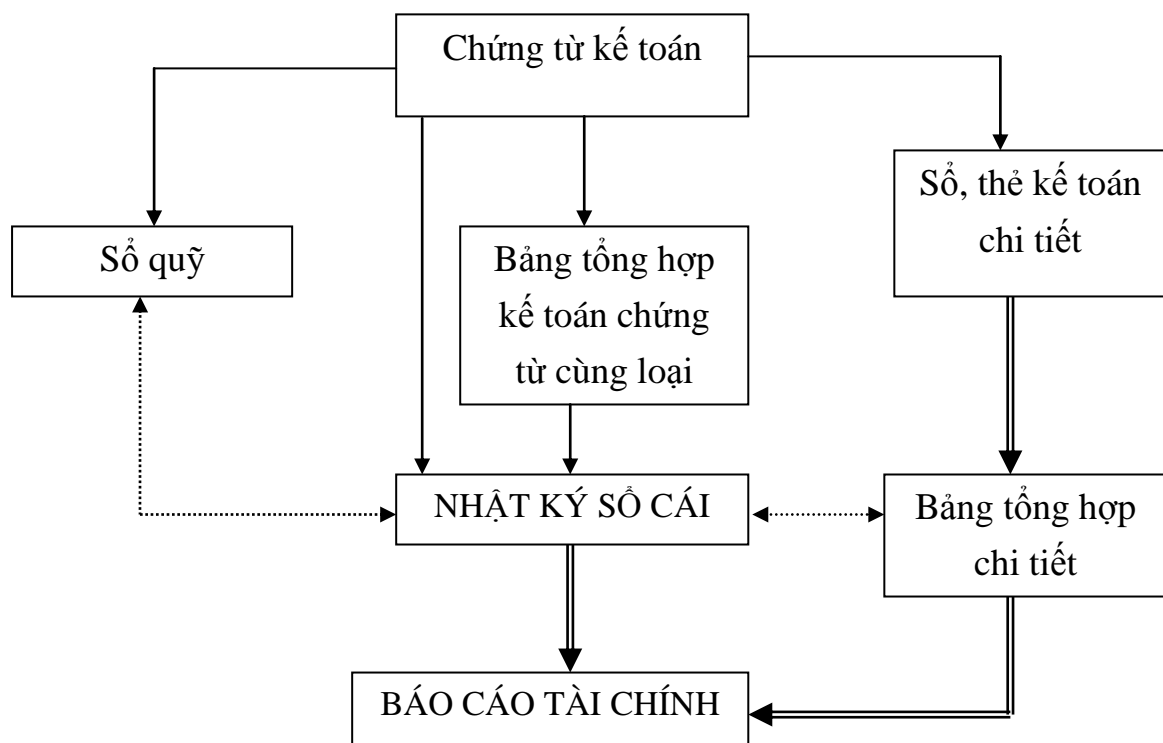 Chứng từ kế toán
Sổ, thẻ kế toán
chi tiết
Sổ quỹ
Bảng tổng hợp
kế toán chứng
từ cùng loại
NHẬT KÝ SỔ CÁI
Bảng tổng hợp
chi tiết
BÁO CÁO TÀI CHÍNH